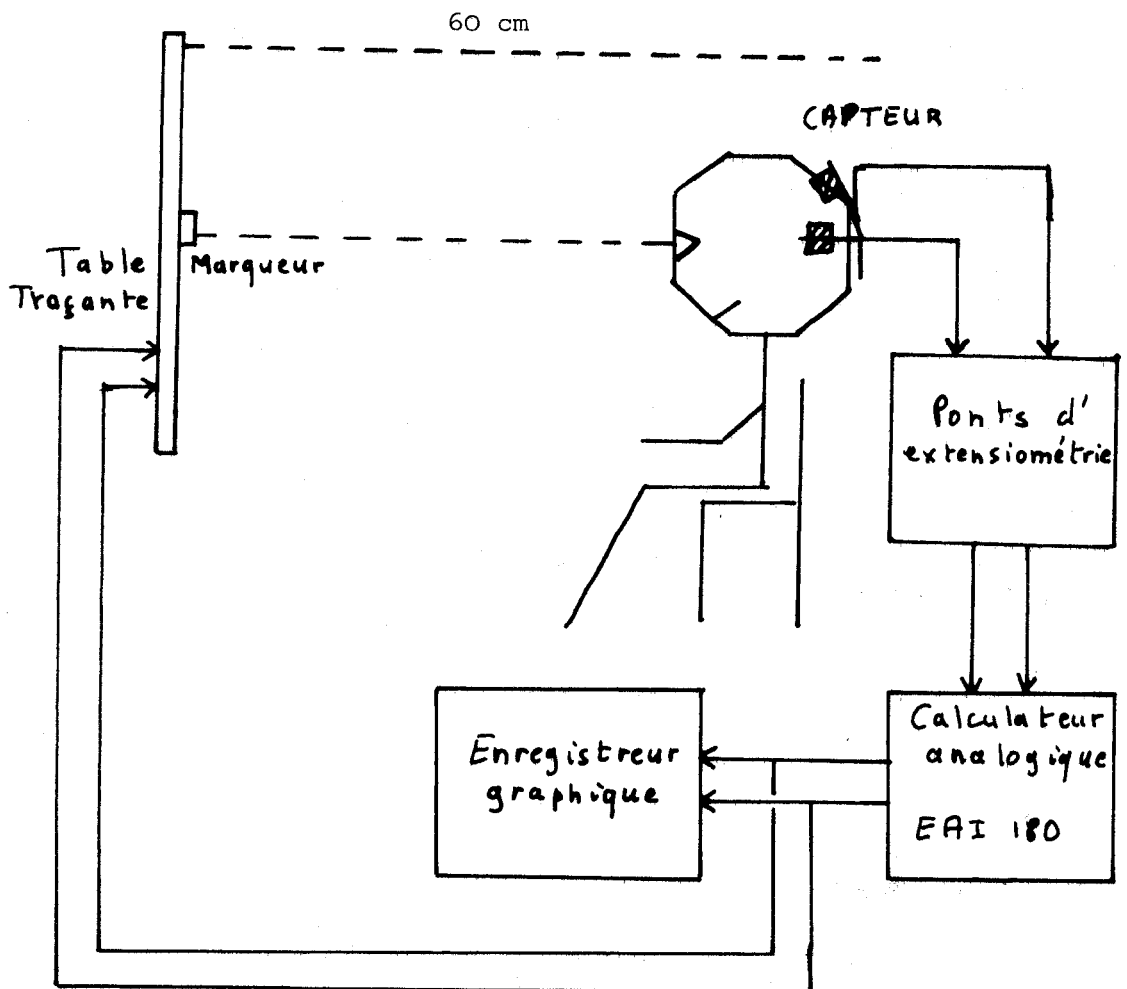 60 cm
CAPTEUR
Table
Traçante
Marqueur
Ponts d'
extensiométrie
Enregistreur
graphique
Calculateur
analogique
EAI 180